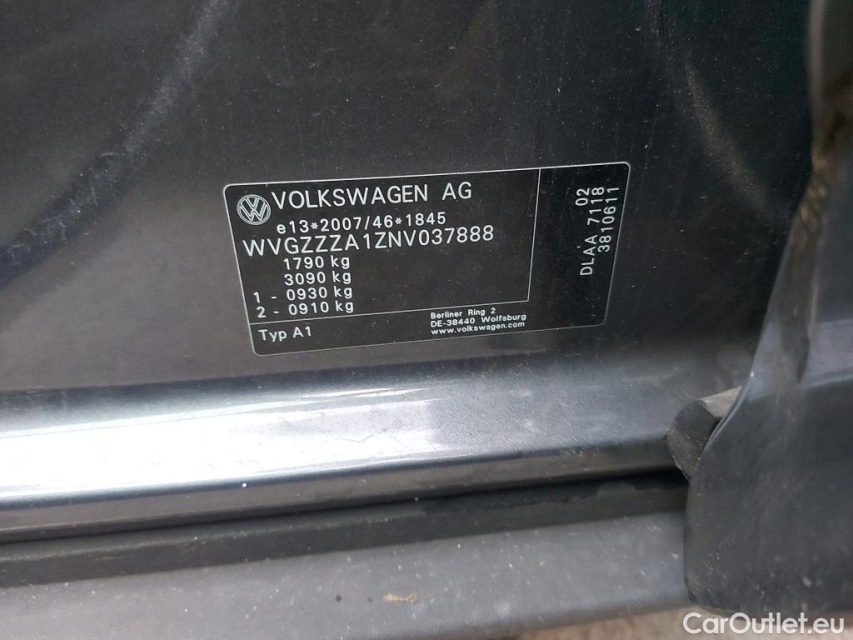 VOLKSWAGEN AG
e13*2007/46*1845
WVGZZZA1ZNV037888
1790 kg
3090 kg
1 - 0930 kg
2 - 0910 kg
Typ A1
Berliner Ring 2
DE-38440 Wolfsburg
www.volkswagen.com
02
DLAA 7118
3810611
CarOutlet.eu